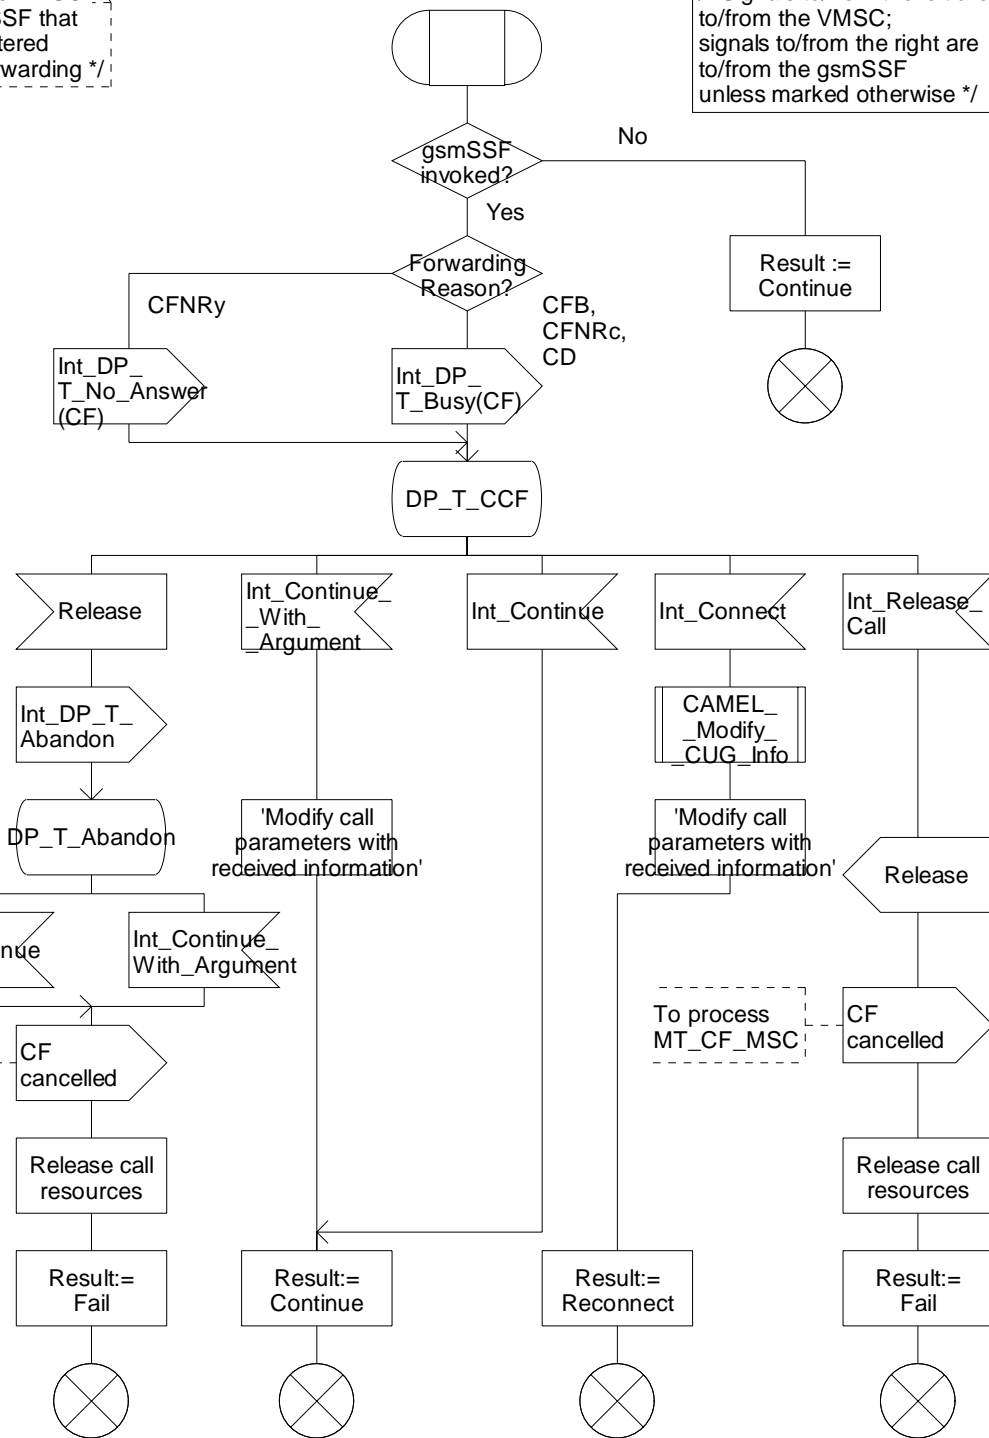 SSF that
warding */
to/from the VMSC;
signals to/from the right are
to/from the gsmSSF
unless marked otherwise */
gsmSSF
invoked?
No
Yes
Forwarding
Reason?
Result :=
Continue
CFNRy
CFB,
CFNRc,
CD
Int_DP_
T_No_Answer
(CF)
Int_DP_
T_Busy(CF)
DP_T_CCF
Release
Int_Continue_
_With_
_Argument
Int_Continue
Int_Connect
Int_Release_
Call
Int_DP_T_
Abandon
CAMEL_
_Modify_
_CUG_Info
DP_T_Abandon
'Modify call
parameters with
received information'
'Modify call
parameters with
received information'
Release
nue
Int_Continue_
With_Argument
To process
MT_CF_MSC
CF
cancelled
CF
cancelled
Release call
resources
Release call
resources
Result:=
Fail
Result:=
Continue
Result:=
Reconnect
Result:=
Fail